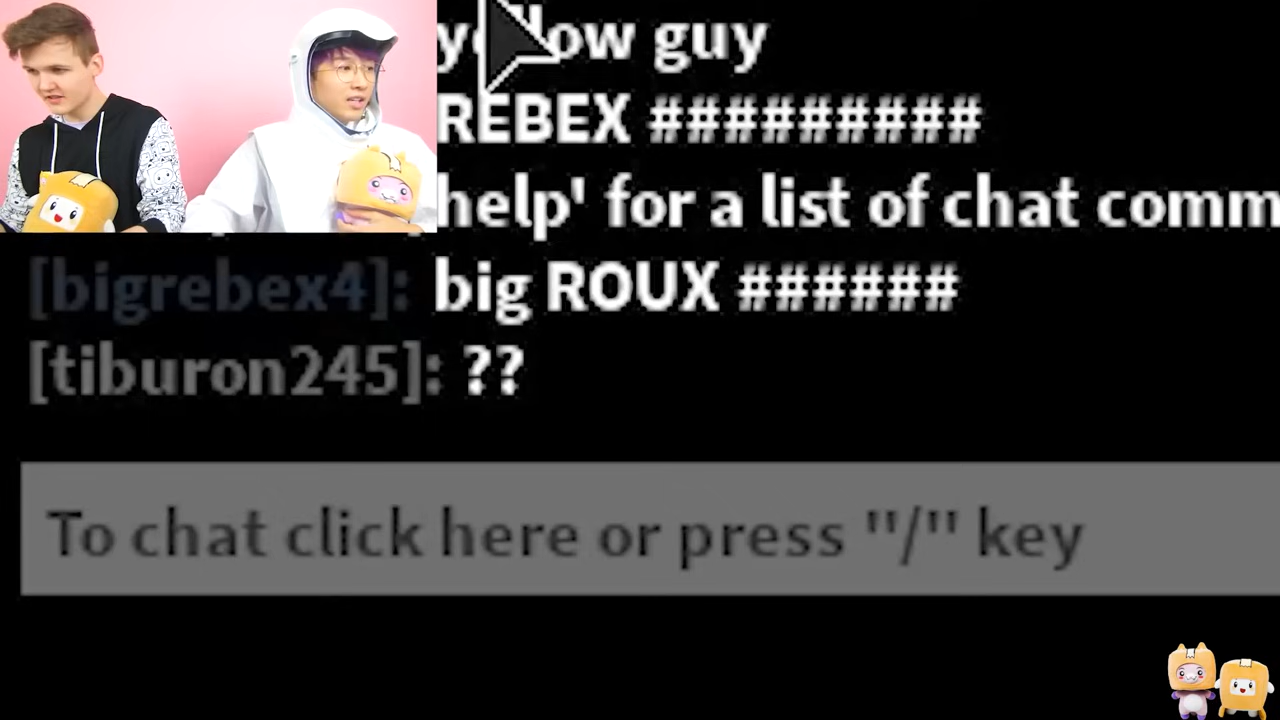 guy
REBEX #########
help' for a list of chat comm
[bigrebex4]: big ROUX ######
[tiburon245]: ??
To chat click here or press "/" key